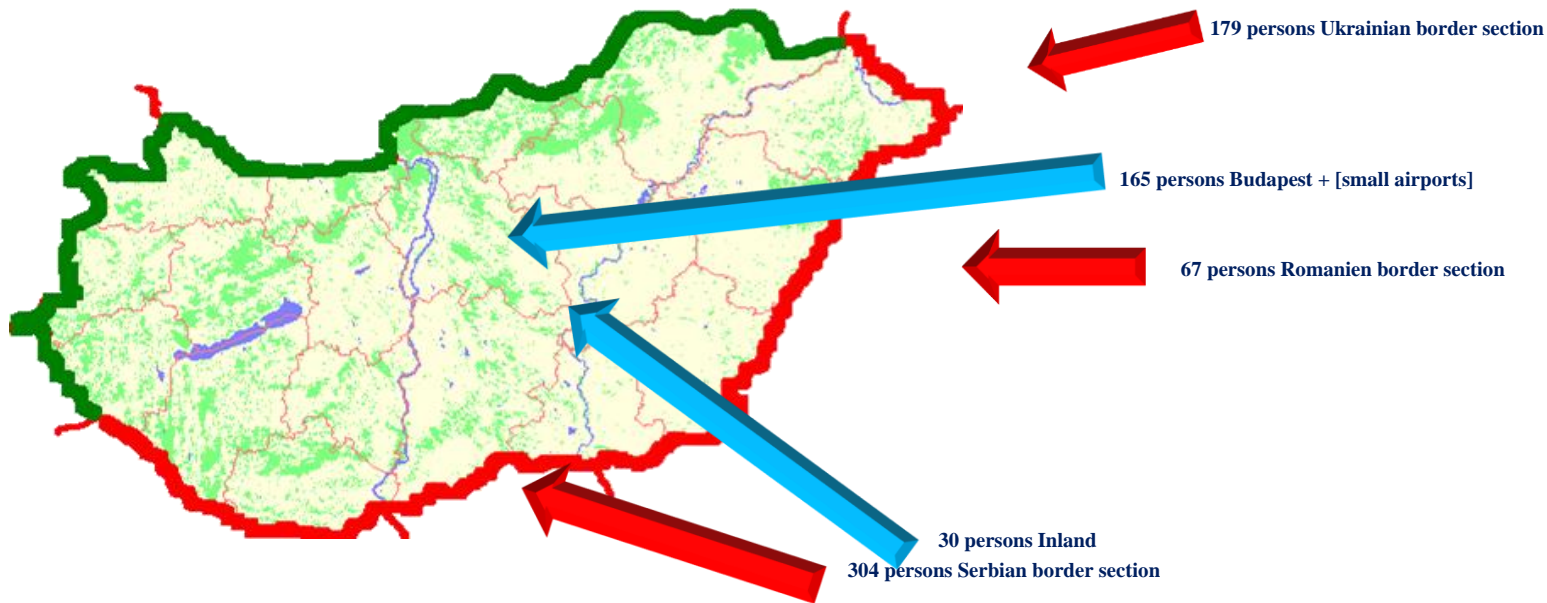 179 persons Ukrainian border section
165 persons Budapest + [small airports]
67 persons Romanien border section
30 persons Inland
304 persons Serbian border section